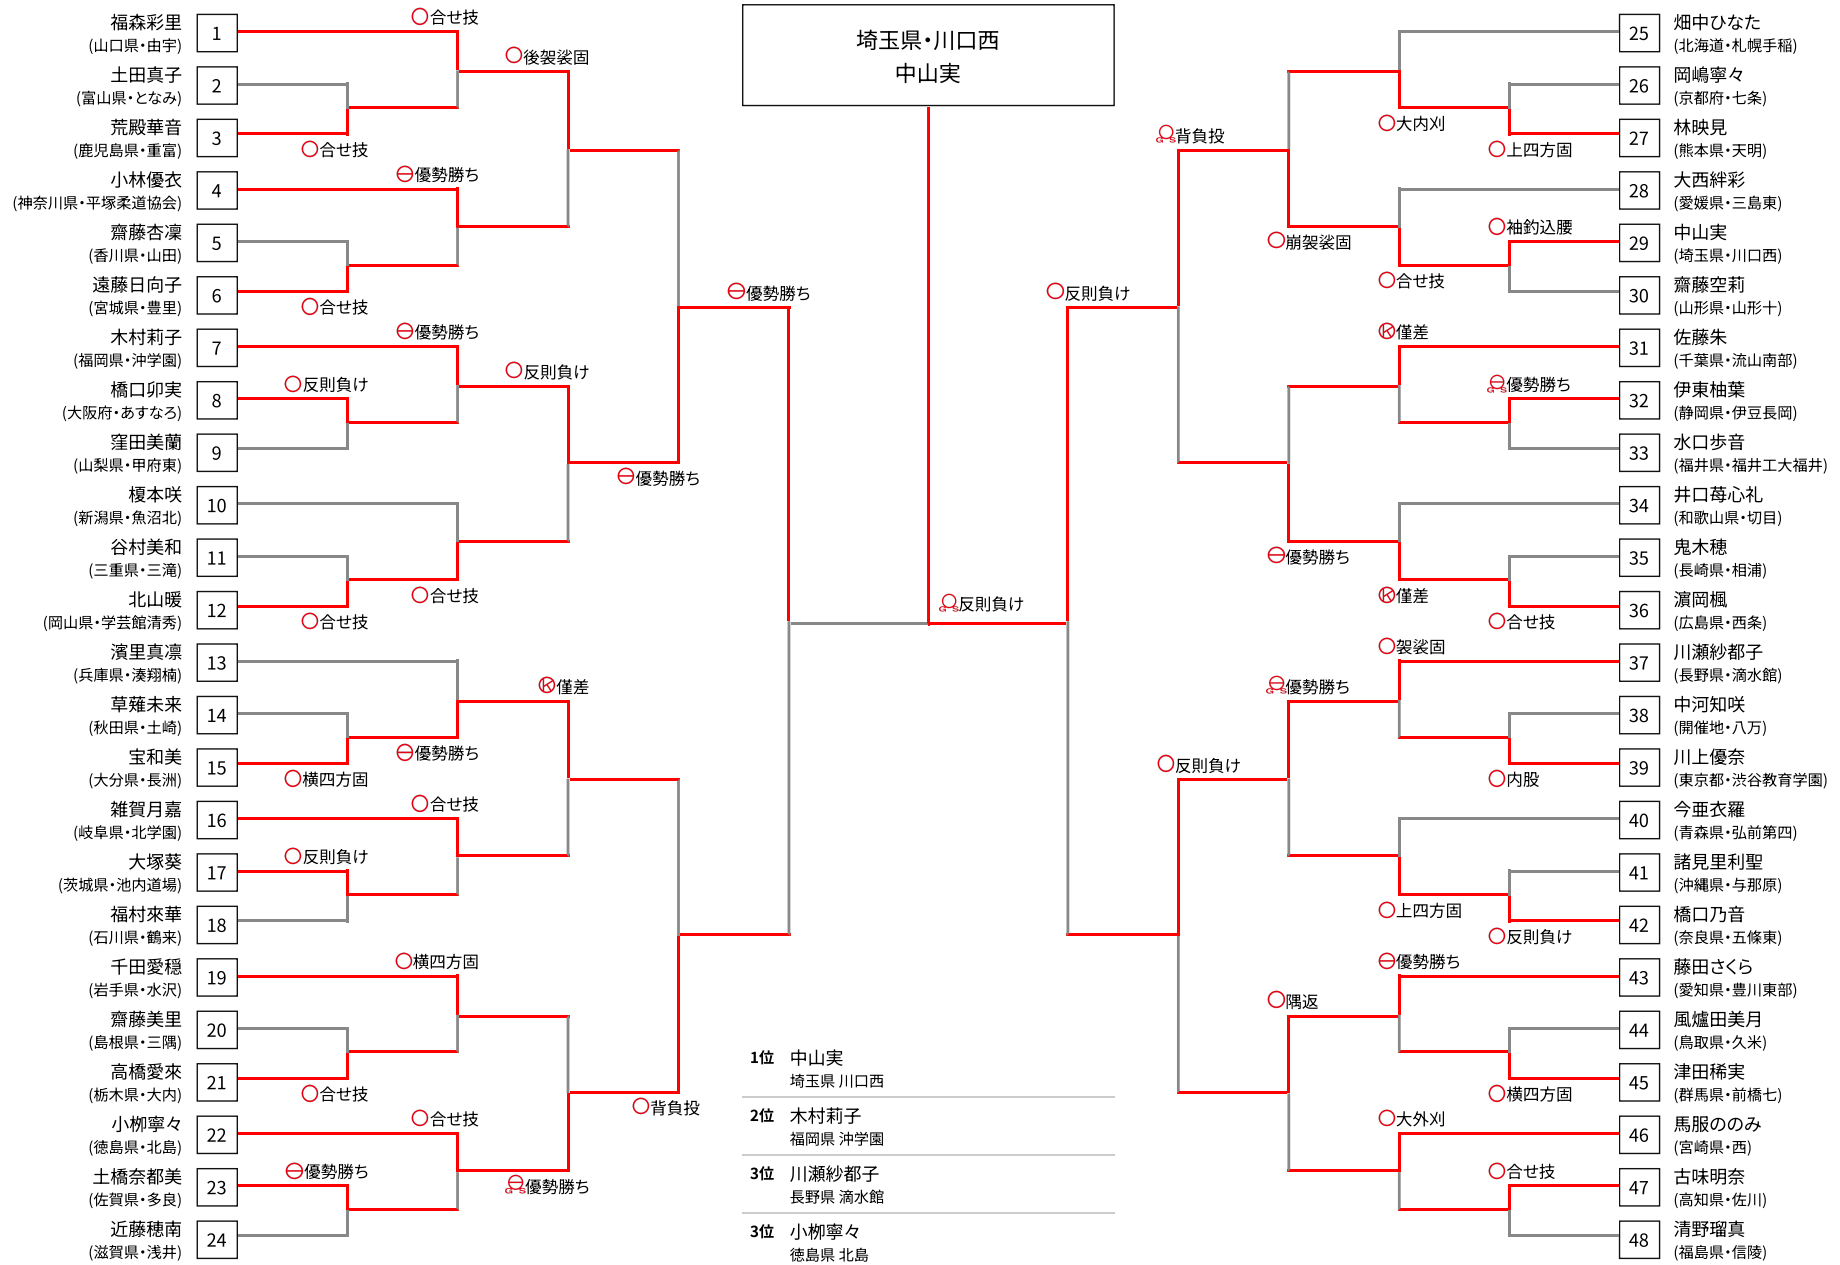 埼玉県・川口西
中山実
福森彩里
(山口県・由宇)
1
土田真子
(富山県・となみ)
2
荒殿華音
(鹿児島県・重富)
3
小林優衣
(神奈川県・平塚柔道協会)
4
齋藤杏凜
(香川県・山田)
5
遠藤日向子
(宮城県・豊里)
6
木村莉子
(福岡県・沖学園)
7
橋口卯実
(大阪府・あすなろ)
8
窪田美蘭
(山梨県・甲府東)
9
榎本咲
(新潟県・魚沼北)
10
谷村美和
(三重県・三滝)
11
北山暖
(岡山県・学芸館清秀)
12
濱里真凛
(兵庫県・湊翔楠)
13
草薙未来
(秋田県・土崎)
14
宝和美
(大分県・長洲)
15
雑賀月嘉
(岐阜県・北学園)
16
大塚葵
(茨城県・池内道場)
17
福村來華
(石川県・鶴来)
18
千田愛穏
(岩手県・水沢)
19
齋藤美里
(島根県・三隅)
20
高橋愛來
(栃木県・大内)
21
小栁寧々
(徳島県・北島)
22
土橋奈都美
(佐賀県・多良)
23
近藤穂南
(滋賀県・浅井)
24
合せ技
合せ技
後袈裟固
優勢勝ち
合せ技
優勢勝ち
優勢勝ち
反則負け
反則負け
優勢勝ち
合せ技
合せ技
僅差
優勢勝ち
横四方固
合せ技
反則負け
横四方固
合せ技
背負投
合せ技
優勢勝ち
GS優勢勝ち
GS反則負け
25
畑中ひなた
(北海道・札幌手稲)
26
岡嶋寧々
(京都府・七条)
27
林映見
(熊本県・天明)
28
大西絆彩
(愛媛県・三島東)
29
中山実
(埼玉県・川口西)
30
齋藤空莉
(山形県・山形十)
31
佐藤朱
(千葉県・流山南部)
32
伊東柚葉
(静岡県・伊豆長岡)
33
水口歩音
(福井県・福井工大福井)
34
井口苺心礼
(和歌山県・切目)
35
鬼木穂
(長崎県・相浦)
36
濵岡楓
(広島県・西条)
37
川瀬紗都子
(長野県・滴水館)
38
中河知咲
(開催地・八万)
39
川上優奈
(東京都・渋谷教育学園)
40
今亜衣羅
(青森県・弘前第四)
41
諸見里利聖
(沖縄県・与那原)
42
橋口乃音
(奈良県・五條東)
43
藤田さくら
(愛知県・豊川東部)
44
風爐田美月
(鳥取県・久米)
45
津田稀実
(群馬県・前橋七)
46
馬服ののみ
(宮崎県・西)
47
古味明奈
(高知県・佐川)
48
清野瑠真
(福島県・信陵)
GS背負投
大内刈
上四方固
袖釣込腰
崩袈裟固
合せ技
反則負け
K僅差
GS優勢勝ち
優勢勝ち
K僅差
合せ技
袈裟固
GS優勢勝ち
反則負け
内股
上四方固
反則負け
優勢勝ち
隅返
横四方固
大外刈
合せ技
1位 中山実
埼玉県 川口西
2位 木村莉子
福岡県 沖学園
3位 川瀬紗都子
長野県 滴水館
3位 小栁寧々
徳島県 北島